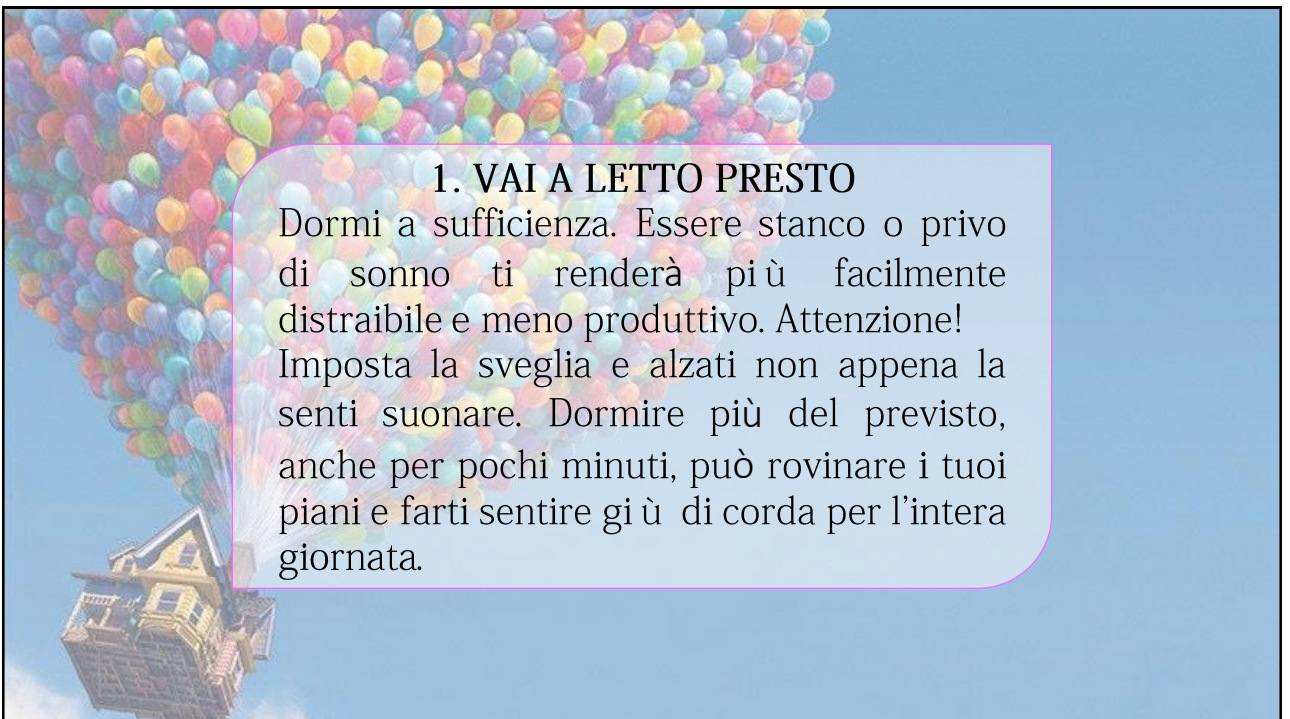 1. VAI A LETTO PRESTO
Dormi a sufficienza. Essere stanco o privo
di sonno ti renderà più facilmente
distraibile e meno produttivo. Attenzione!
Imposta la sveglia e alzati non appena la
senti suonare. Dormire più del previsto,
anche per pochi minuti, può rovinare i tuoi
piani e farti sentire giù di corda per l’intera
giornata.